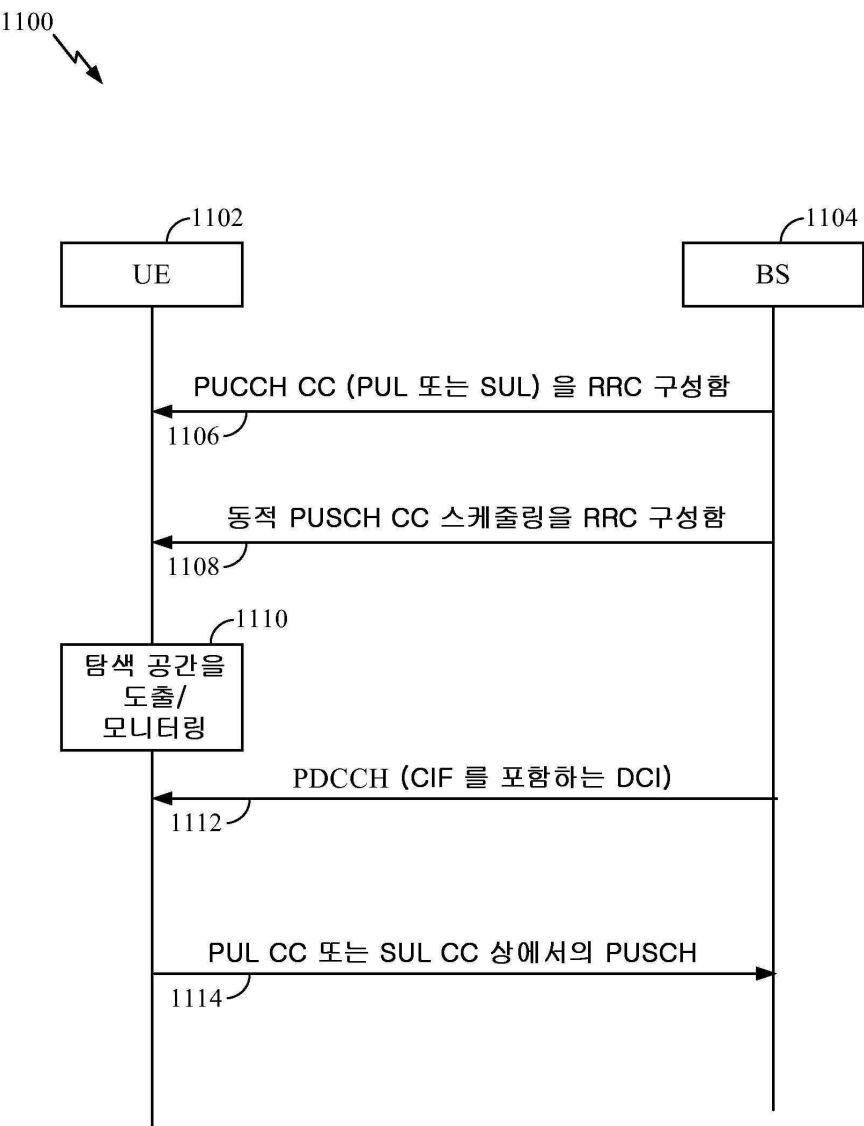 1100
1102
1104
UE
BS
PUCCH CC (PUL 또는 SUL) 을 RRC 구성함
1106
동적 PUSCH CC 스케줄링을 RRC 구성함
1108
1110
탐색 공간을
도출/
모니터링
PDCCH (CIF 를 포함하는 DCI)
1112
PUL CC 또는 SUL CC 상에서의 PUSCH
1114